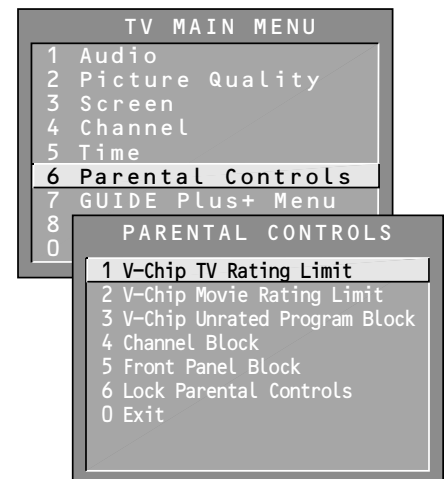 TV MAIN MENU
1 Audio
2 Picture Quality
3 Screen
4 Channel
5 Time
6 Parental Controls
7 GUIDE Plus+ Menu
8
0
PARENTAL CONTROLS
1 V-Chip TV Rating Limit
2 V-Chip Movie Rating Limit
3 V-Chip Unrated Program Block
4 Channel Block
5 Front Panel Block
6 Lock Parental Controls
0 Exit